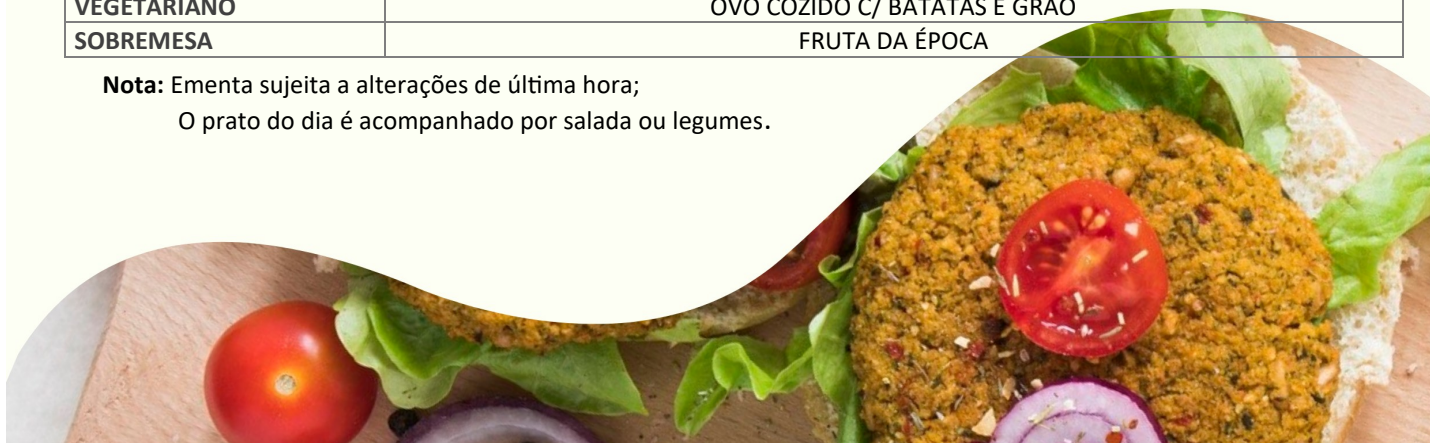 VEGETARIANO OVO COZIDO C/ BATATAS E GRÃO
SOBREMESA FRUTA DA ÉPOCA
Nota: Ementa sujeita a alterações de última hora;
O prato do dia é acompanhado por salada ou legumes.